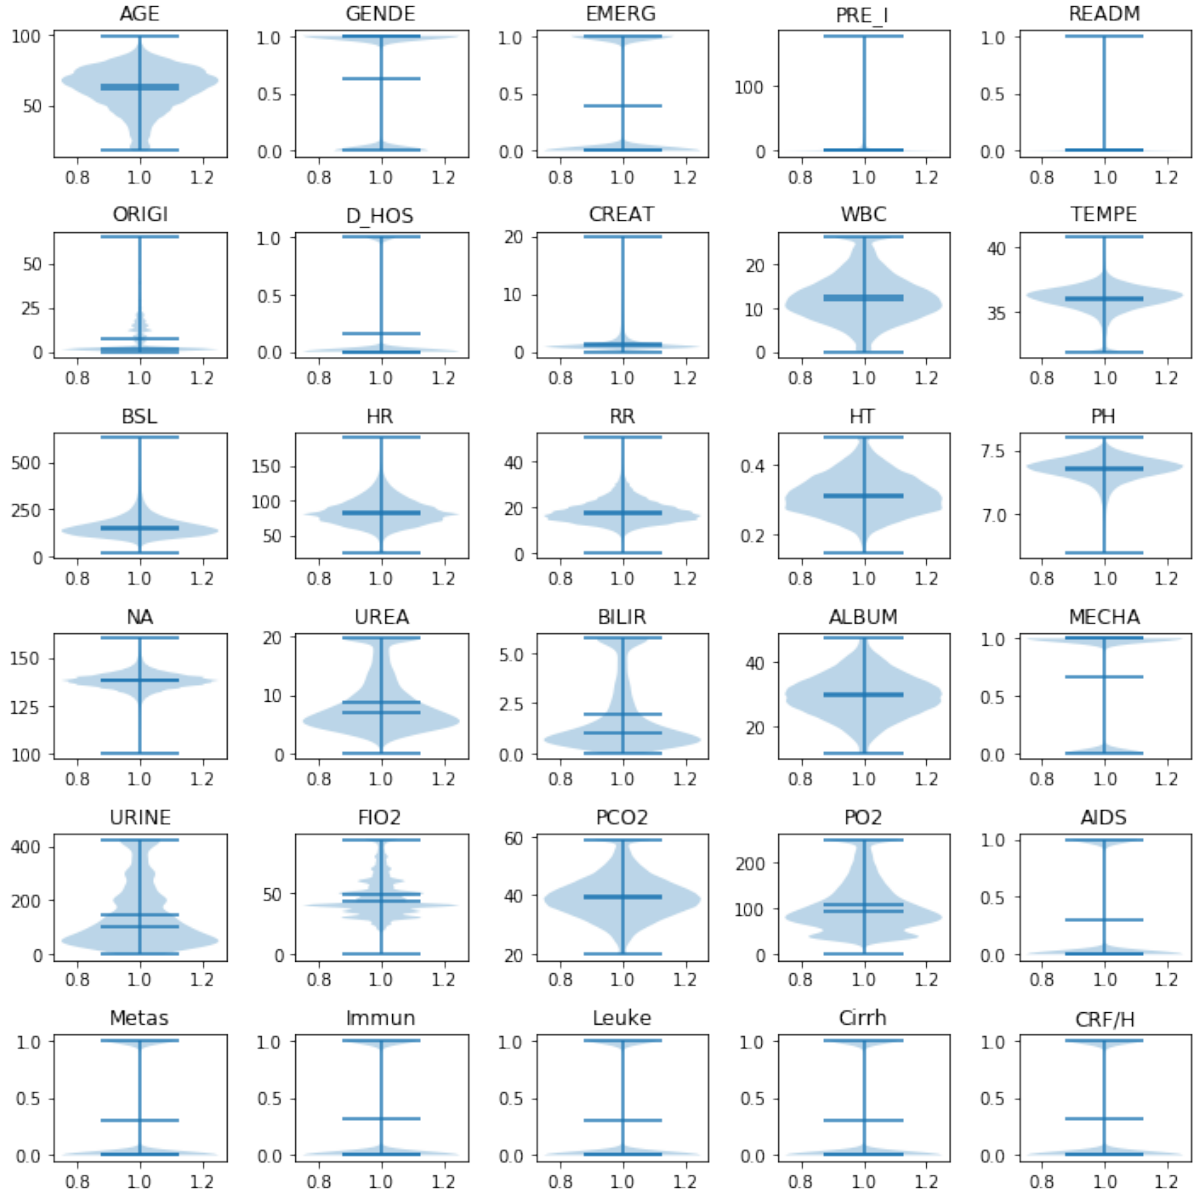 AGE GENDE EMERG PRE_I READM
100 1.0 1.0 1.0
100
50 0.5 0.5 0.5
0.0 0.0 0 0.0
0.8 1.0 1.2 0.8 1.0 1.2 0.8 1.0 1.2 0.8 1.0 1.2 0.8 1.0 1.2
ORIGI D_HOS CREAT WBC TEMPE
1.0 20 40
50 20
25 0.5 10 10 35
0 0.0 0 0
0.8 1.0 1.2 0.8 1.0 1.2 0.8 1.0 1.2 0.8 1.0 1.2 0.8 1.0 1.2
BSL HR RR HT PH
500 150 40 0.4 7.5
250 100 20 7.0
50 0.2
0 0
0.8 1.0 1.2 0.8 1.0 1.2 0.8 1.0 1.2 0.8 1.0 1.2 0.8 1.0 1.2
NA UREA BILIR ALBUM MECHA
150 20 5.0 40 1.0
125 10 2.5 20 0.5
100 0 0.0 0.0
0.8 1.0 1.2 0.8 1.0 1.2 0.8 1.0 1.2 0.8 1.0 1.2 0.8 1.0 1.2
URINE FIO2 PCO2 PO2 AIDS
400 60 200 1.0
200 50 40 100 0.5
0 0 20 0 0.0
0.8 1.0 1.2 0.8 1.0 1.2 0.8 1.0 1.2 0.8 1.0 1.2 0.8 1.0 1.2
Metas Immun Leuke Cirrh CRF/H
1.0 1.0 1.0 1.0 1.0
0.5 0.5 0.5 0.5 0.5
0.0 0.0 0.0 0.0 0.0
0.8 1.0 1.2 0.8 1.0 1.2 0.8 1.0 1.2 0.8 1.0 1.2 0.8 1.0 1.2